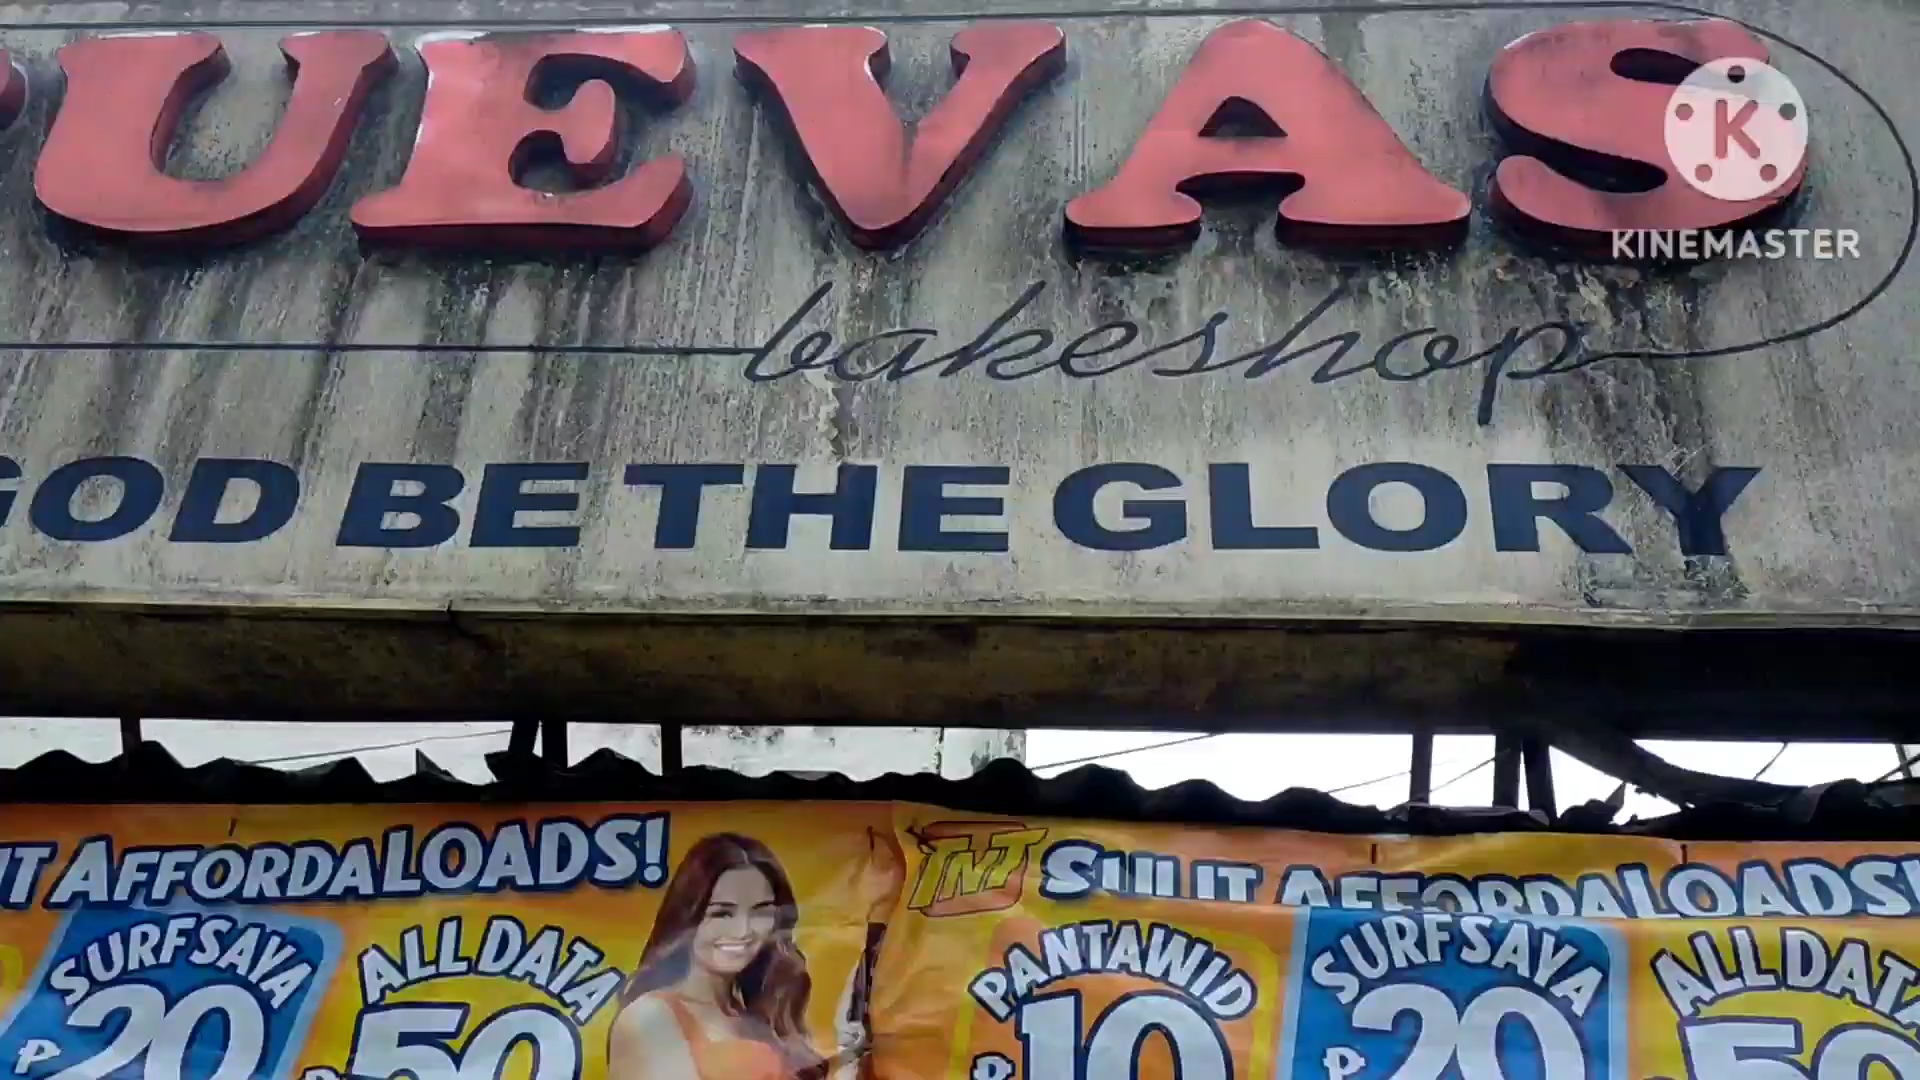 UEVAS
K
KINEMASTER
bakeshop
GOD BE THE GLORY
IT AFFORDALOADS!
TNT SULIT AFFORDALOADS!
SURFSAYA
₱20
ALL DATA
50
PANTAWID
₱10
SURFSAYA
₱20
ALL DATA
50